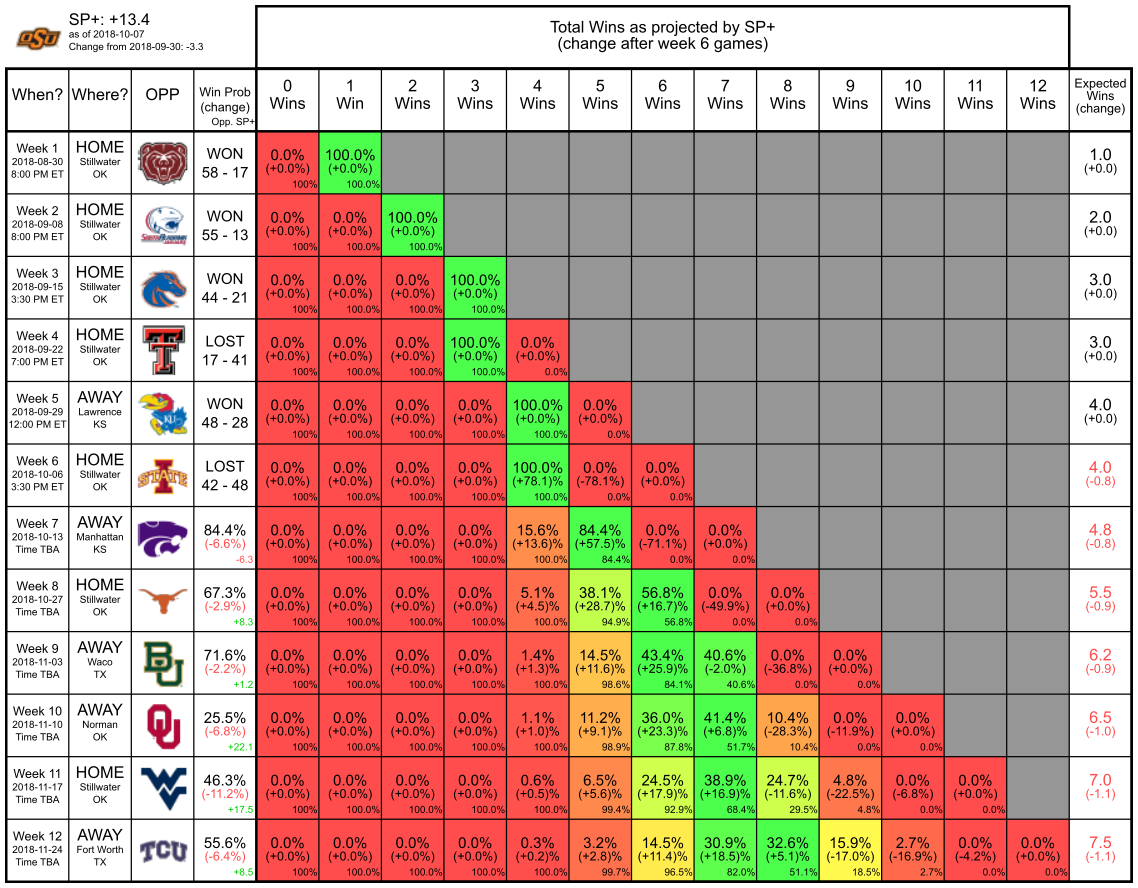 SP+: +13.4
as of 2018-10-07
Change from 2018-09-30: -3.3
OSU
Total Wins as projected by SP+
(change after week 6 games)
When? Where? OPP Win Prob (change) Opp. SP+ 0 Wins 1 Win 2 Wins 3 Wins 4 Wins 5 Wins 6 Wins 7 Wins 8 Wins 9 Wins 10 Wins 11 Wins 12 Wins Expected Wins (change)
Week 1 HOME WON 0.0% 100.0% 1.0
2018-08-30 Stillwater (+0.0%) (+0.0%) (+0.0)
8:00 PM ET OK 58 - 17 100% 100.0%
Week 2 HOME WON 0.0% 0.0% 100.0% 2.0
2018-09-08 Stillwater (+0.0%) (+0.0%) (+0.0%) (+0.0)
8:00 PM ET OK SOUTH ALABAMA JAGUARS 55 - 13 100% 100.0% 100.0%
Week 3 HOME WON 0.0% 0.0% 0.0% 100.0% 3.0
2018-09-15 Stillwater (+0.0%) (+0.0%) (+0.0%) (+0.0%) (+0.0)
3:30 PM ET OK 44 - 21 100% 100.0% 100.0% 100.0%
Week 4 HOME LOST 0.0% 0.0% 0.0% 100.0% 0.0% 3.0
2018-09-22 Stillwater (+0.0%) (+0.0%) (+0.0%) (+0.0%) (+0.0%) (+0.0)
7:00 PM ET OK 17 - 41 100% 100.0% 100.0% 100.0% 0.0%
Week 5 AWAY WON 0.0% 0.0% 0.0% 0.0% 100.0% 0.0% 4.0
2018-09-29 Lawrence KU (+0.0%) (+0.0%) (+0.0%) (+0.0%) (+0.0%) (+0.0%) (+0.0)
12:00 PM ET KS 48 - 28 100% 100.0% 100.0% 100.0% 100.0% 0.0%
Week 6 HOME LOST 0.0% 0.0% 0.0% 0.0% 100.0% 0.0% 0.0% 4.0
2018-10-06 Stillwater STATE (+0.0%) (+0.0%) (+0.0%) (+0.0%) (+78.1)% (-78.1%) (+0.0%) (-0.8)
3:30 PM ET OK 42 - 48 100% 100.0% 100.0% 100.0% 100.0% 0.0% 0.0%
Week 7 AWAY 84.4% 0.0% 0.0% 0.0% 0.0% 15.6% 84.4% 0.0% 0.0% 4.8
2018-10-13 Manhattan (-6.6%) (+0.0%) (+0.0%) (+0.0%) (+0.0%) (+13.6)% (+57.5)% (-71.1%) (+0.0%) (-0.8)
Time TBA KS -6.3 100% 100.0% 100.0% 100.0% 100.0% 84.4% 0.0% 0.0%
Week 8 HOME 67.3% 0.0% 0.0% 0.0% 0.0% 5.1% 38.1% 56.8% 0.0% 0.0% 5.5
2018-10-27 Stillwater (-2.9%) (+0.0%) (+0.0%) (+0.0%) (+0.0%) (+4.5)% (+28.7)% (+16.7)% (-49.9%) (+0.0%) (-0.9)
Time TBA OK +8.3 100% 100.0% 100.0% 100.0% 100.0% 94.9% 56.8% 0.0% 0.0%
Week 9 AWAY BU 71.6% 0.0% 0.0% 0.0% 0.0% 1.4% 14.5% 43.4% 40.6% 0.0% 0.0% 6.2
2018-11-03 Waco (-2.2%) (+0.0%) (+0.0%) (+0.0%) (+0.0%) (+1.3)% (+11.6)% (+25.9)% (-2.0%) (-36.8%) (+0.0%) (-0.9)
Time TBA TX +1.2 100% 100.0% 100.0% 100.0% 100.0% 98.6% 84.1% 40.6% 0.0% 0.0%
Week 10 AWAY OU 25.5% 0.0% 0.0% 0.0% 0.0% 1.1% 11.2% 36.0% 41.4% 10.4% 0.0% 0.0% 6.5
2018-11-10 Norman (-6.8%) (+0.0%) (+0.0%) (+0.0%) (+0.0%) (+1.0)% (+9.1)% (+23.3)% (+6.8)% (-28.3%) (-11.9%) (+0.0%) (-1.0)
Time TBA OK +22.1 100% 100.0% 100.0% 100.0% 100.0% 98.9% 87.8% 51.7% 10.4% 0.0% 0.0%
Week 11 HOME WV 46.3% 0.0% 0.0% 0.0% 0.0% 0.6% 6.5% 24.5% 38.9% 24.7% 4.8% 0.0% 0.0% 7.0
2018-11-17 Stillwater (-11.2%) (+0.0%) (+0.0%) (+0.0%) (+0.0%) (+0.5)% (+5.6)% (+17.9)% (+16.9)% (-11.6%) (-22.5%) (-6.8%) (+0.0%) (-1.1)
Time TBA OK +17.5 100% 100.0% 100.0% 100.0% 100.0% 99.4% 92.9% 68.4% 29.5% 4.8% 0.0% 0.0%
Week 12 AWAY TCU 55.6% 0.0% 0.0% 0.0% 0.0% 0.3% 3.2% 14.5% 30.9% 32.6% 15.9% 2.7% 0.0% 0.0% 7.5
2018-11-24 Fort Worth (-6.4%) (+0.0%) (+0.0%) (+0.0%) (+0.0%) (+0.2)% (+2.8)% (+11.4)% (+18.5)% (+5.1)% (-17.0%) (-16.9%) (-4.2%) (+0.0%) (-1.1)
Time TBA TX +8.5 100% 100.0% 100.0% 100.0% 100.0% 99.7% 96.5% 82.0% 51.1% 18.5% 2.7% 0.0% 0.0%